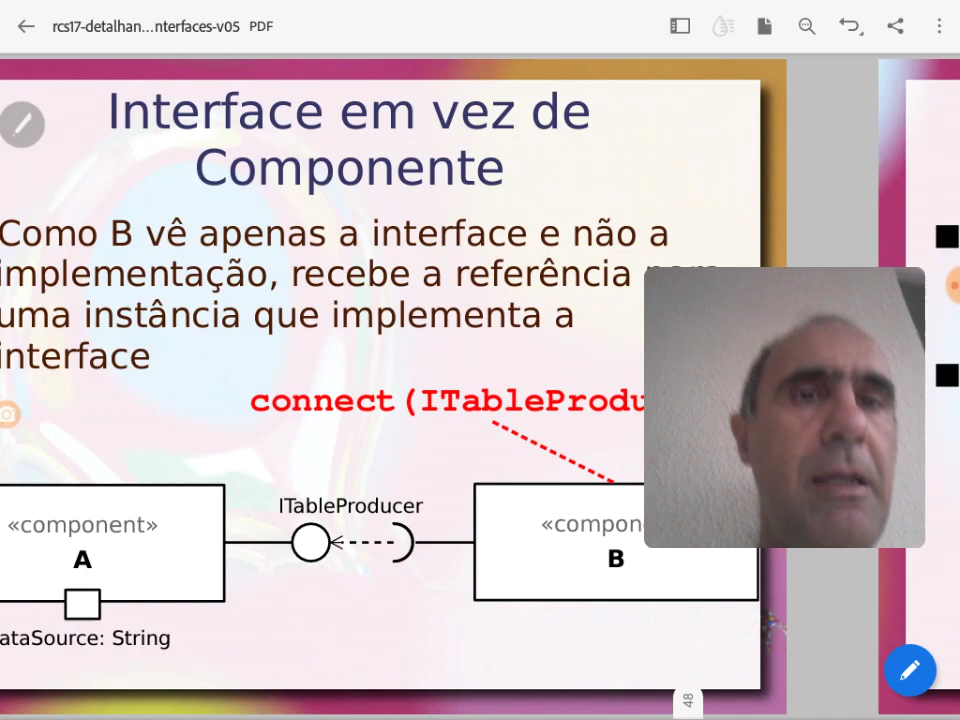 rcs17-detalhan...nterfaces-v05 PDF
Interface em vez de
Componente
Como B vê apenas a interface e não a
implementação, recebe a referência
uma instância que implementa a
interface
connect(ITableProdu
ITableProducer
«component»
A
«compon
B
ataSource: String
48